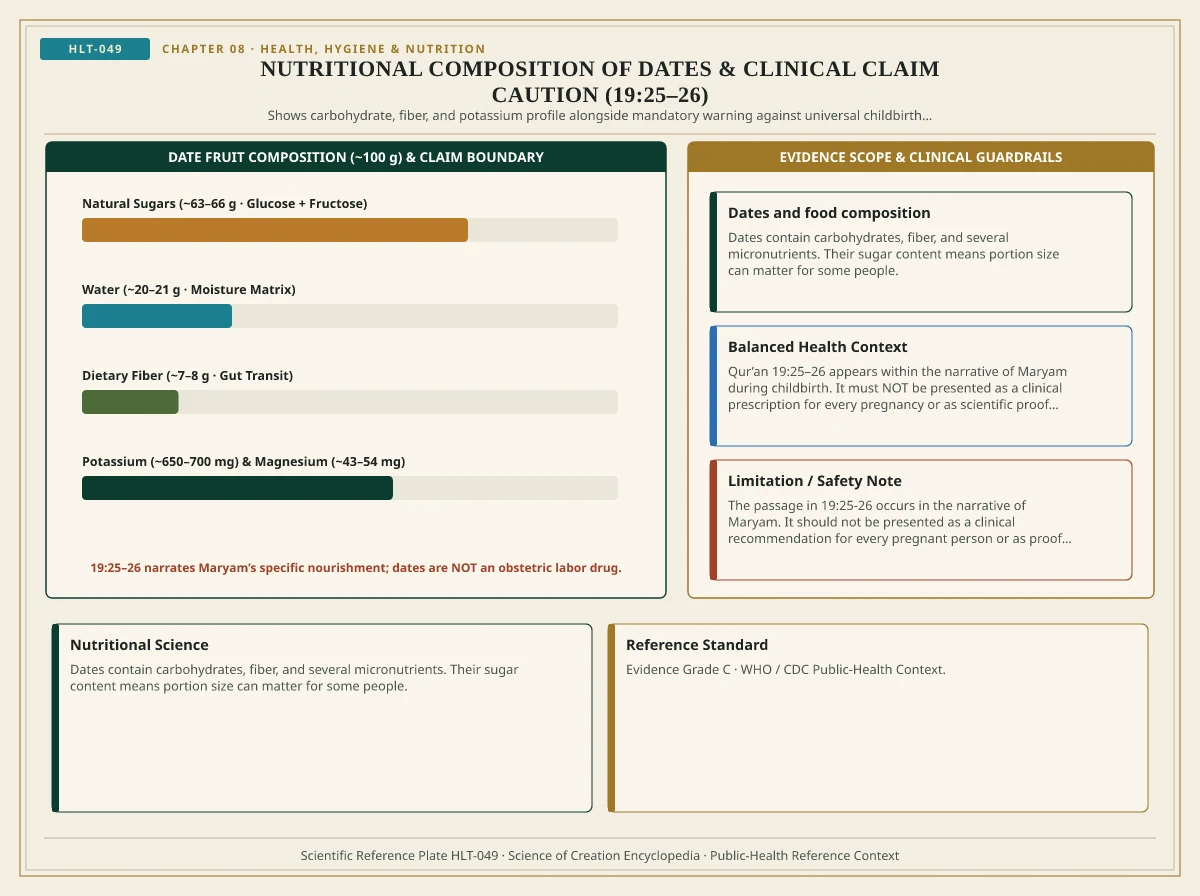 HLT-049
CHAPTER 08 · HEALTH, HYGIENE & NUTRITION
NUTRITIONAL COMPOSITION OF DATES & CLINICAL CLAIM
CAUTION (19:25–26)
Shows carbohydrate, fiber, and potassium profile alongside mandatory warning against universal childbirth...
DATE FRUIT COMPOSITION (~100 g) & CLAIM BOUNDARY
Natural Sugars (~63–66 g · Glucose + Fructose)
Water (~20–21 g · Moisture Matrix)
Dietary Fiber (~7–8 g · Gut Transit)
Potassium (~650–700 mg) & Magnesium (~43–54 mg)
19:25–26 narrates Maryam’s specific nourishment; dates are NOT an obstetric labor drug.
EVIDENCE SCOPE & CLINICAL GUARDRAILS
Dates and food composition
Dates contain carbohydrates, fiber, and several
micronutrients. Their sugar content means portion size
can matter for some people.
Balanced Health Context
Qur’an 19:25–26 appears within the narrative of Maryam
during childbirth. It must NOT be presented as a clinical
prescription for every pregnancy or as scientific proof...
Limitation / Safety Note
The passage in 19:25-26 occurs in the narrative of
Maryam. It should not be presented as a clinical
recommendation for every pregnant person or as proof...
Nutritional Science
Dates contain carbohydrates, fiber, and several micronutrients. Their sugar
content means portion size can matter for some people.
Reference Standard
Evidence Grade C · WHO / CDC Public-Health Context.
Scientific Reference Plate HLT-049 · Science of Creation Encyclopedia · Public-Health Reference Context